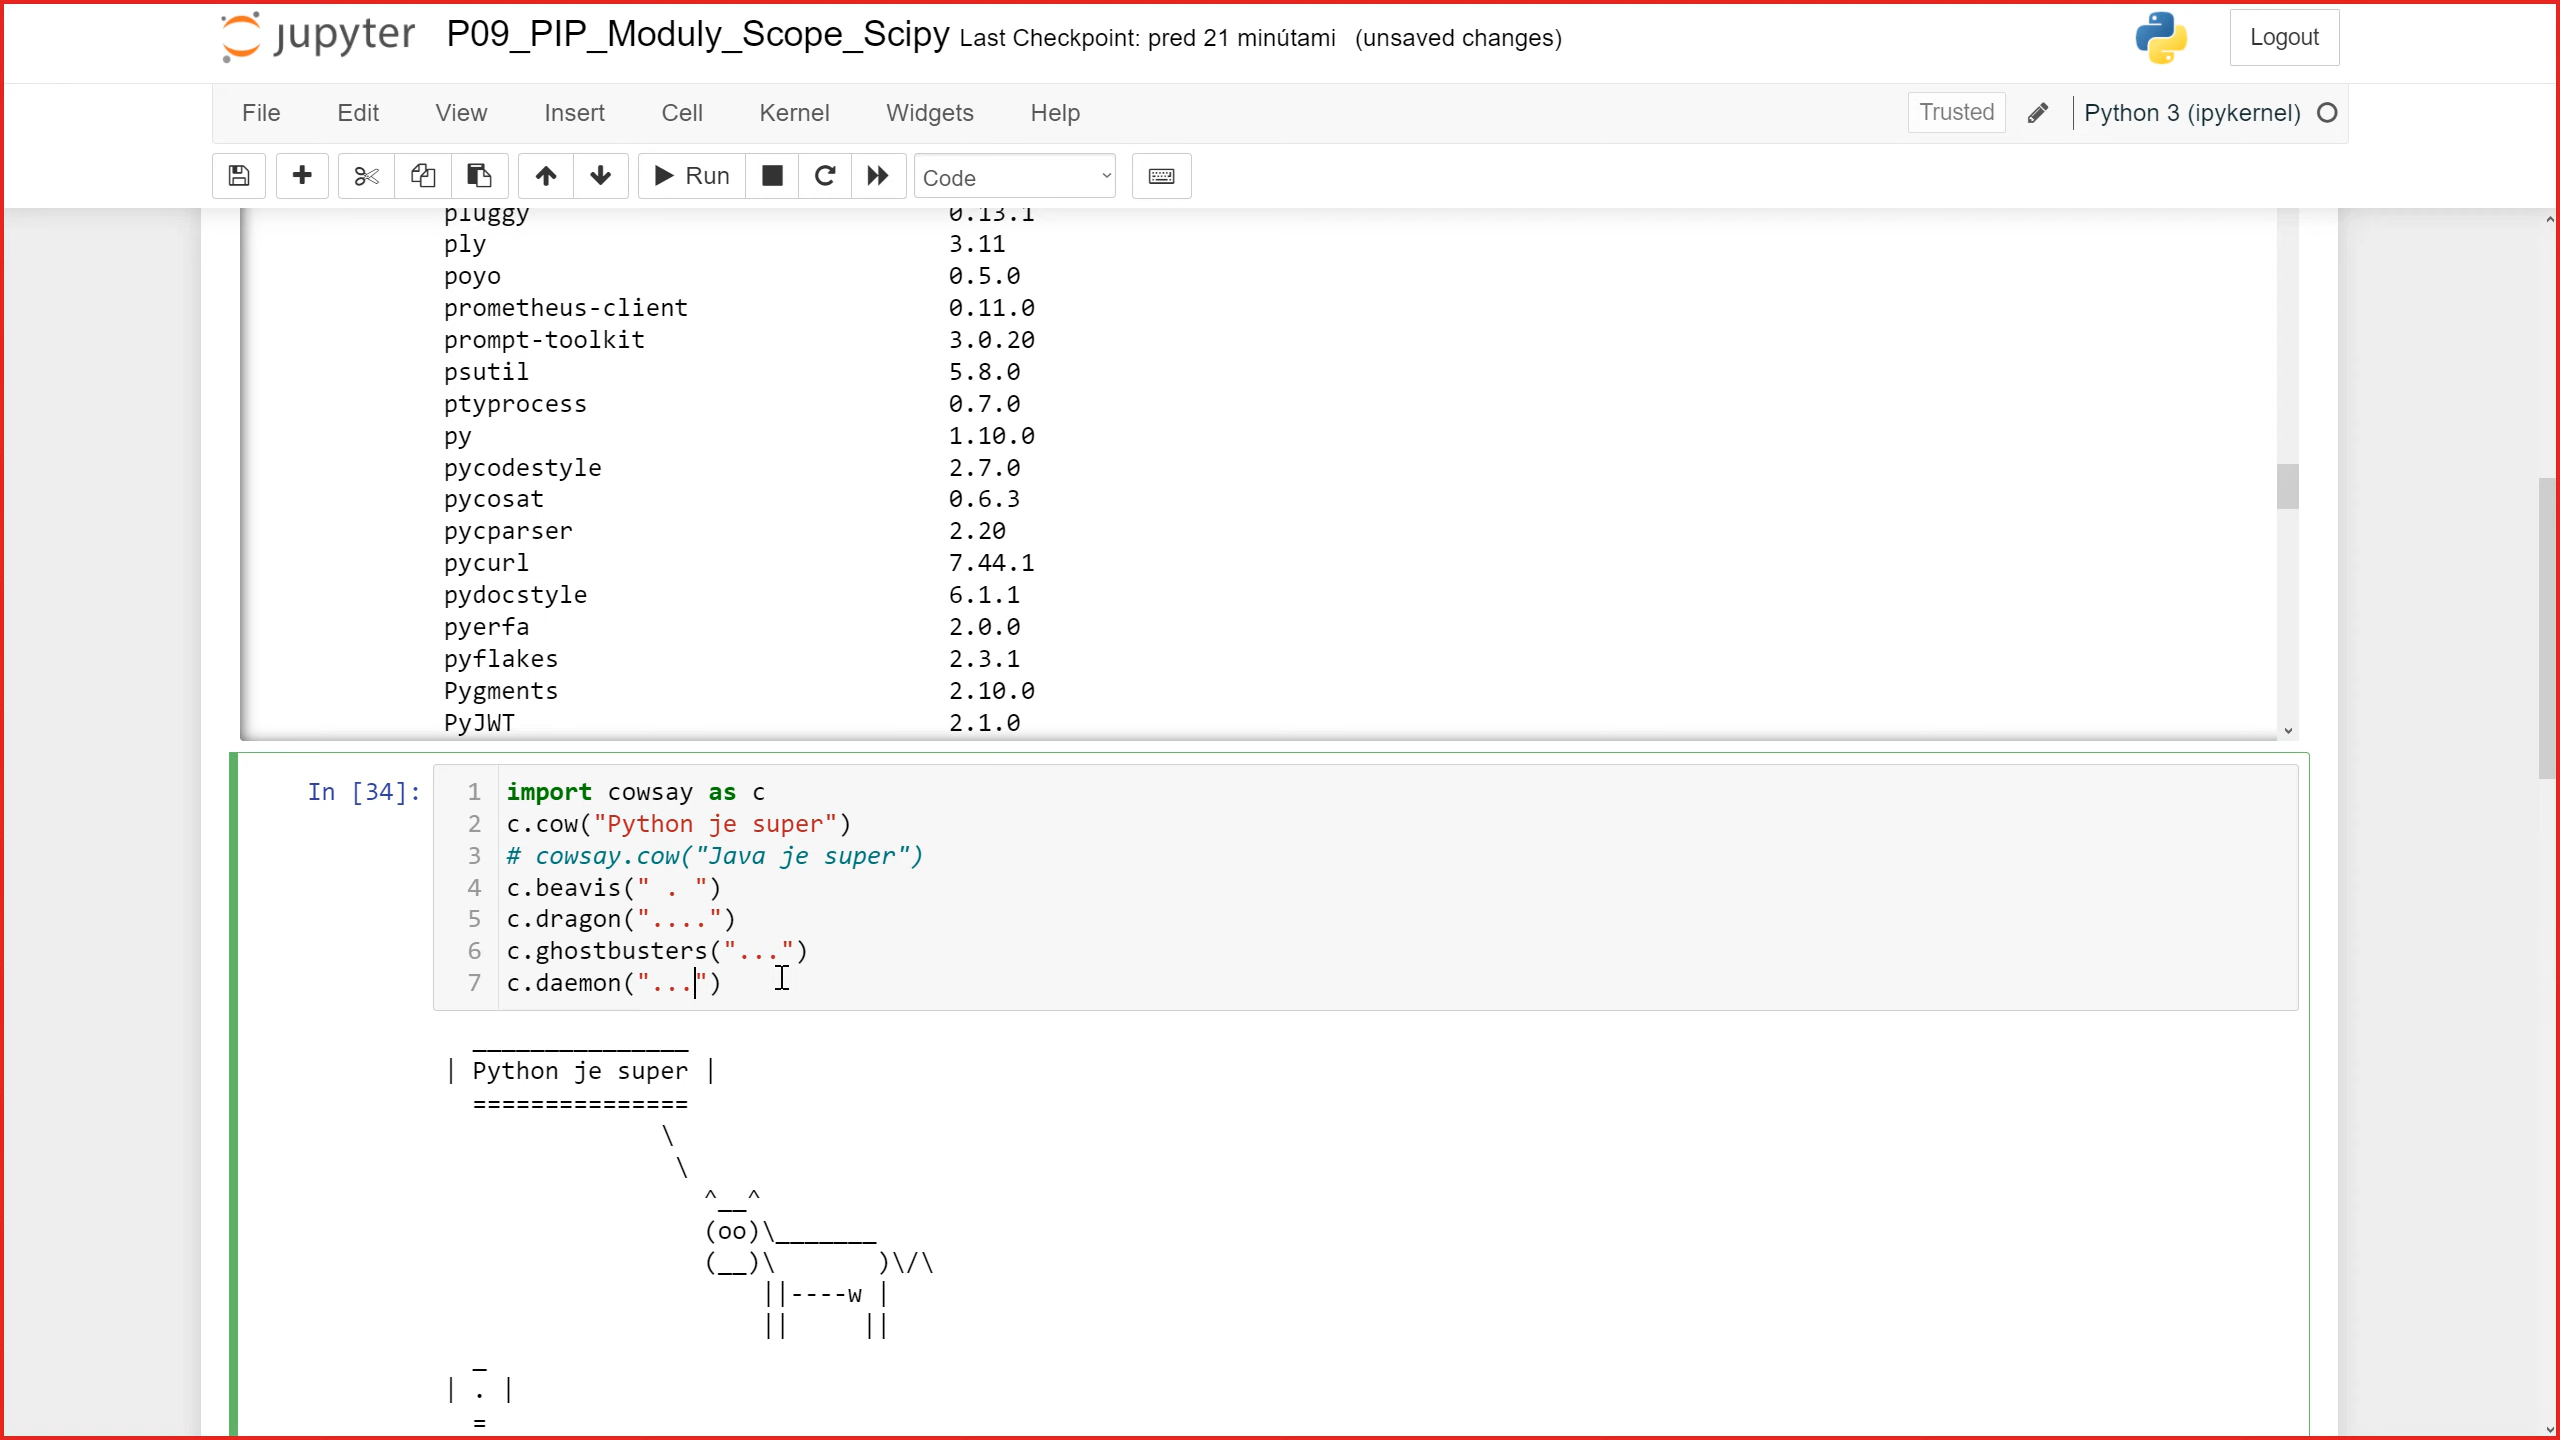 jupyter P09_PIP_Moduly_Scope_Scipy Last Checkpoint: pred 21 minútami (unsaved changes) Logout
File Edit View Insert Cell Kernel Widgets Help Trusted Python 3 (ipykernel)
Run Code
pluggy 0.13.1
ply 3.11
poyo 0.5.0
prometheus-client 0.11.0
prompt-toolkit 3.0.20
psutil 5.8.0
ptyprocess 0.7.0
py 1.10.0
pycodestyle 2.7.0
pycosat 0.6.3
pycparser 2.20
pycurl 7.44.1
pydocstyle 6.1.1
pyerfa 2.0.0
pyflakes 2.3.1
Pygments 2.10.0
PyJWT 2.1.0
In [34]: 1 import cowsay as c
2 c.cow("Python je super")
3 # cowsay.cow("Java je super")
4 c.beavis(" . ")
5 c.dragon("....")
6 c.ghostbusters("...")
7 c.daemon("...")
  _______________
| Python je super |
  ===============
               \
                \
                  ^__^
                  (oo)\_______
                  (__)\       )\/\
                      ||----w |
                      ||     ||
  _
| . |
  =